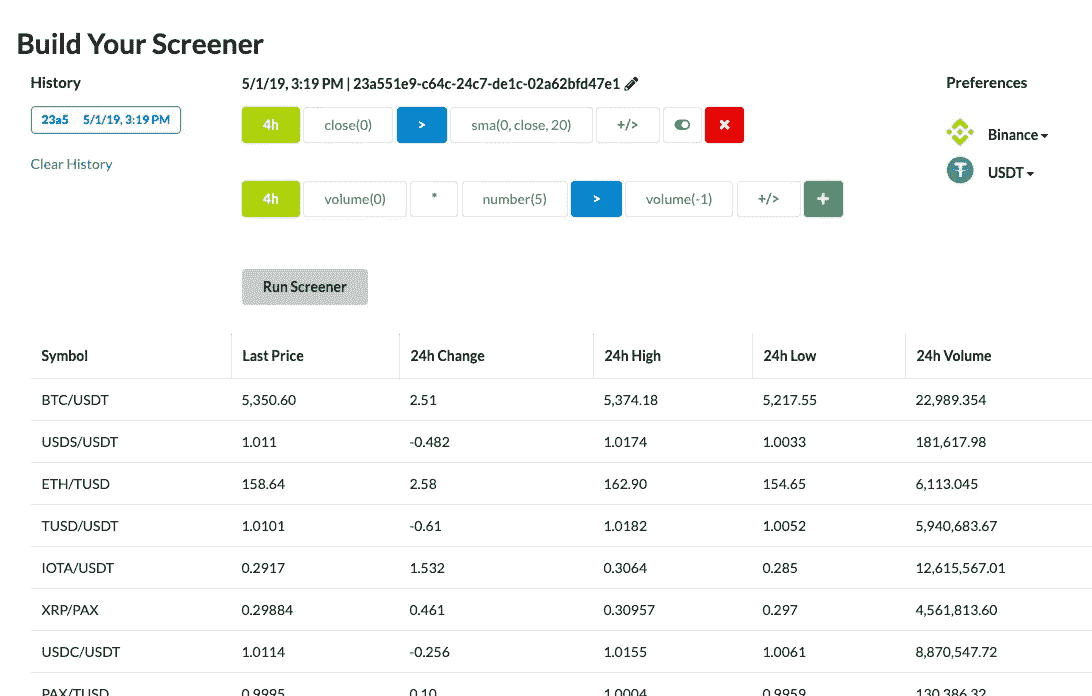 Build Your Screener
History
5/1/19, 3:19 PM | 23a551e9-c64c-24c7-de1c-02a62bfd47e1
Preferences
23a5 5/1/19, 3:19 PM
4h close(0) > sma(0, close, 20) +/>
Binance
Clear History
USDT
4h volume(0) * number(5) > volume(-1) +/> +
Run Screener
Symbol Last Price 24h Change 24h High 24h Low 24h Volume
BTC/USDT 5,350.60 2.51 5,374.18 5,217.55 22,989.354
USDS/USDT 1.011 -0.482 1.0174 1.0033 181,617.98
ETH/TUSD 158.64 2.58 162.90 154.65 6,113.045
TUSD/USDT 1.0101 -0.61 1.0182 1.0052 5,940,683.67
IOTA/USDT 0.2917 1.532 0.3064 0.285 12,615,567.01
XRP/PAX 0.29884 0.461 0.30957 0.297 4,561,813.60
USDC/USDT 1.0114 -0.256 1.0155 1.0061 8,870,547.72
PAX/TUSD 0.9995 0.10 1.0004 0.9959 130,386.32